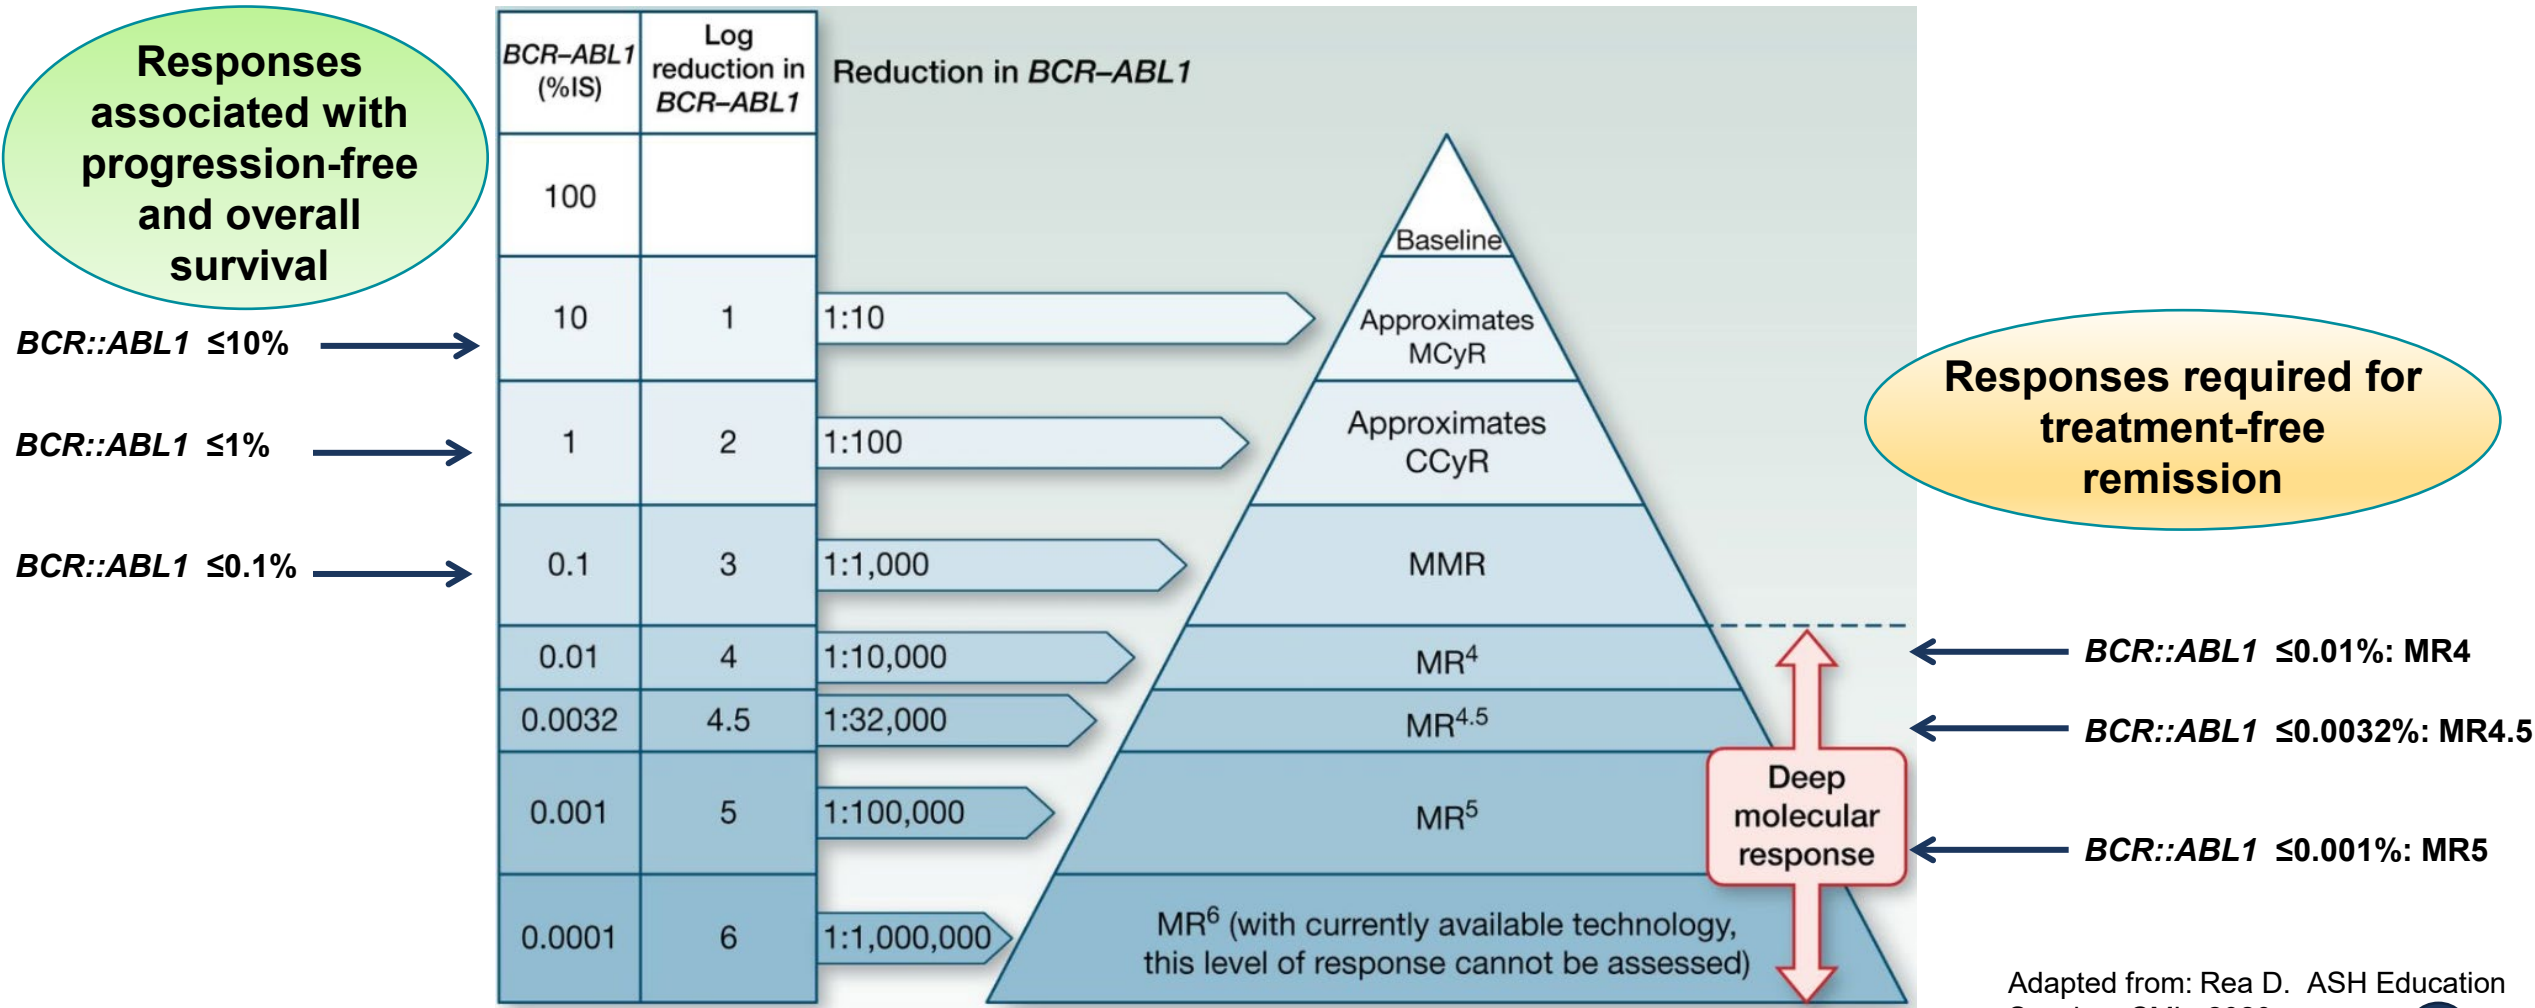 Responses
associated with
progression-free
and overall
survival
BCR::ABL1 ≤10%
BCR::ABL1 ≤1%
BCR::ABL1 ≤0.1%
BCR–ABL1
(%IS)
Log
reduction in
BCR–ABL1
Reduction in BCR–ABL1
100
Baseline
10
1
1:10
Approximates
MCyR
1
2
1:100
Approximates
CCyR
0.1
3
1:1,000
MMR
0.01
4
1:10,000
MR⁴
0.0032
4.5
1:32,000
MR⁴·⁵
0.001
5
1:100,000
MR⁵
0.0001
6
1:1,000,000
MR⁶ (with currently available technology,
this level of response cannot be assessed)
Deep
molecular
response
Responses required for
treatment-free
remission
BCR::ABL1 ≤0.01%: MR4
BCR::ABL1 ≤0.0032%: MR4.5
BCR::ABL1 ≤0.001%: MR5
Adapted from: Rea D. ASH Education